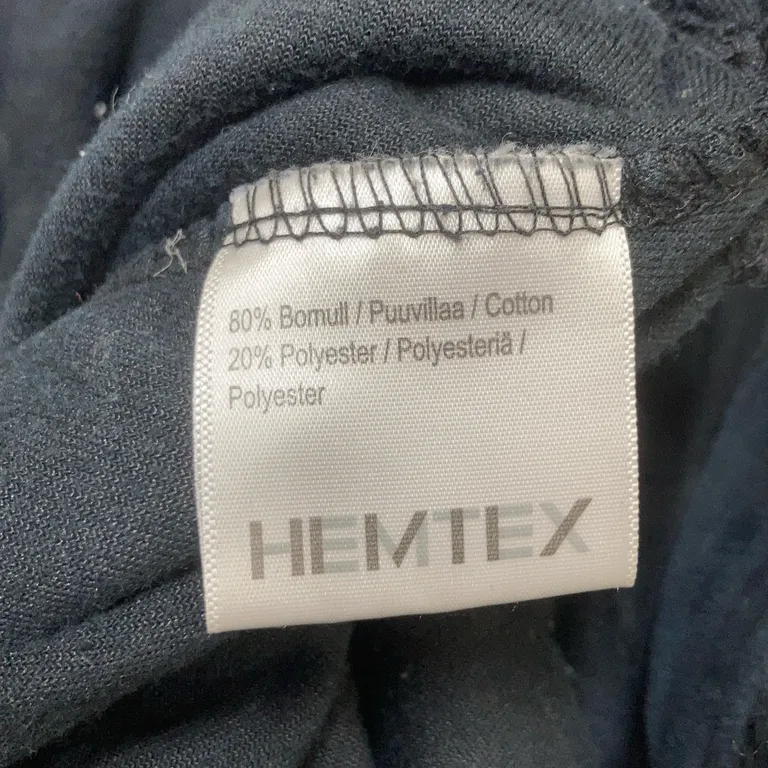 80% Bomull / Puuvillaa / Cotton
20% Polyester / Polyesteriä /
Polyester
HEMTEX